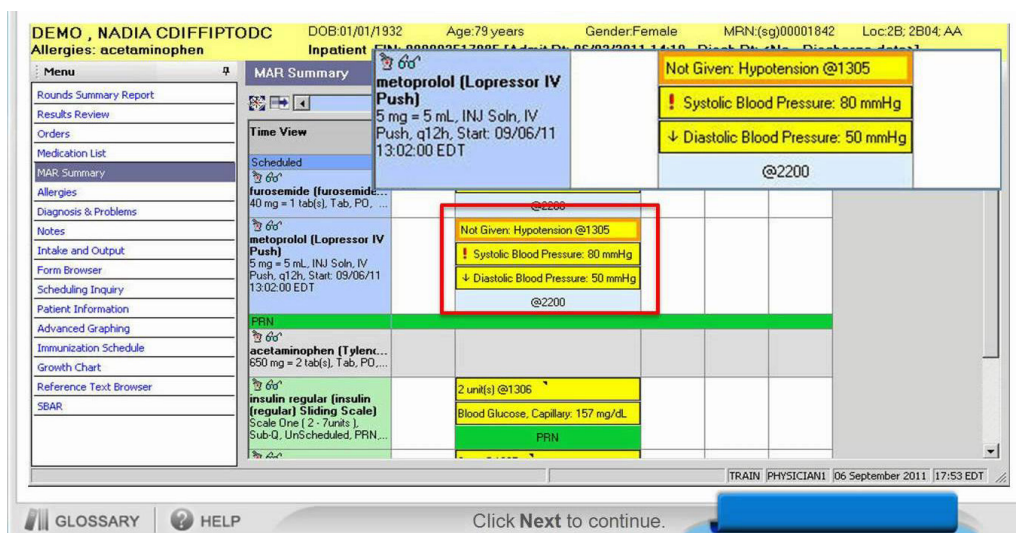 DEMO , NADIA CDIFFIPTODC DOB:01/01/1932 Age:79 years Gender:Female MRN:(sg)00001842 Loc:2B; 2B04; AA
Allergies: acetaminophen Inpatient
Menu
Rounds Summary Report
Results Review
Orders
Medication List
MAR Summary
Allergies
Diagnosis & Problems
Notes
Intake and Output
Form Browser
Scheduling Inquiry
Patient Information
Advanced Graphing
Immunization Schedule
Growth Chart
Reference Text Browser
SBAR
MAR Summary
metoprolol (Lopressor IV
Push)
5 mg = 5 mL, INJ Soln, IV
Push, q12h, Start: 09/06/11
13:02:00 EDT
Not Given: Hypotension @1305
! Systolic Blood Pressure: 80 mmHg
↓ Diastolic Blood Pressure: 50 mmHg
@2200
Time View
Scheduled
furosemide (furosemide...
40 mg = 1 tab(s), Tab, PO, ...
@2200
metoprolol (Lopressor IV
Push)
5 mg = 5 mL, INJ Soln, IV
Push, q12h, Start: 09/06/11
13:02:00 EDT
Not Given: Hypotension @1305
! Systolic Blood Pressure: 80 mmHg
↓ Diastolic Blood Pressure: 50 mmHg
@2200
PRN
acetaminophen (Tylenc...
650 mg = 2 tab(s), Tab, PO,...
insulin regular (insulin
(regular) Sliding Scale)
Scale One ( 2 - 7units ),
Sub-Q, UnScheduled, PRN,...
2 unit(s) @1306
Blood Glucose, Capillary: 157 mg/dL
PRN
TRAIN PHYSICIAN1 06 September 2011 17:53 EDT
GLOSSARY HELP Click Next to continue.